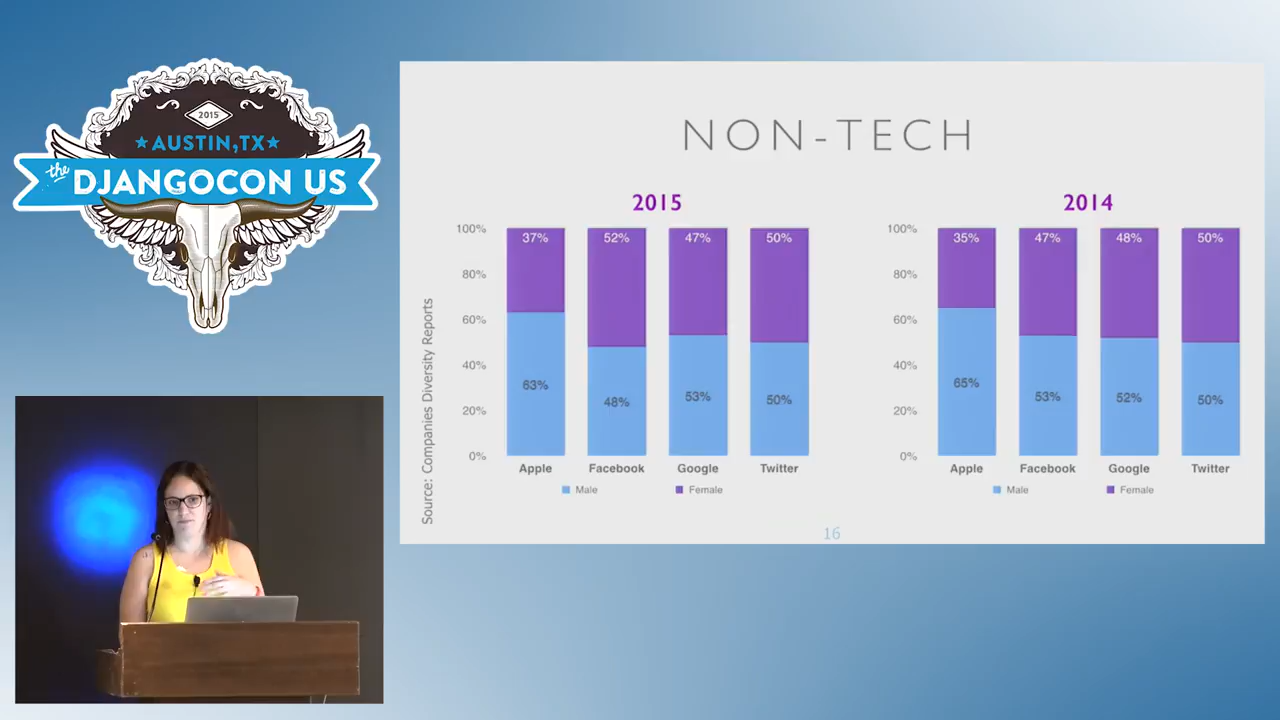 2015
AUSTIN, TX
the
DJANGOCON US
NON-TECH
2015
100%
80%
60%
40%
20%
0%
37%
52%
47%
50%
63%
48%
53%
50%
Apple
Facebook
Google
Twitter
Male
Female
2014
100%
80%
60%
40%
20%
0%
35%
47%
48%
50%
65%
53%
52%
50%
Apple
Facebook
Google
Twitter
Male
Female
Source: Companies Diversity Reports
16